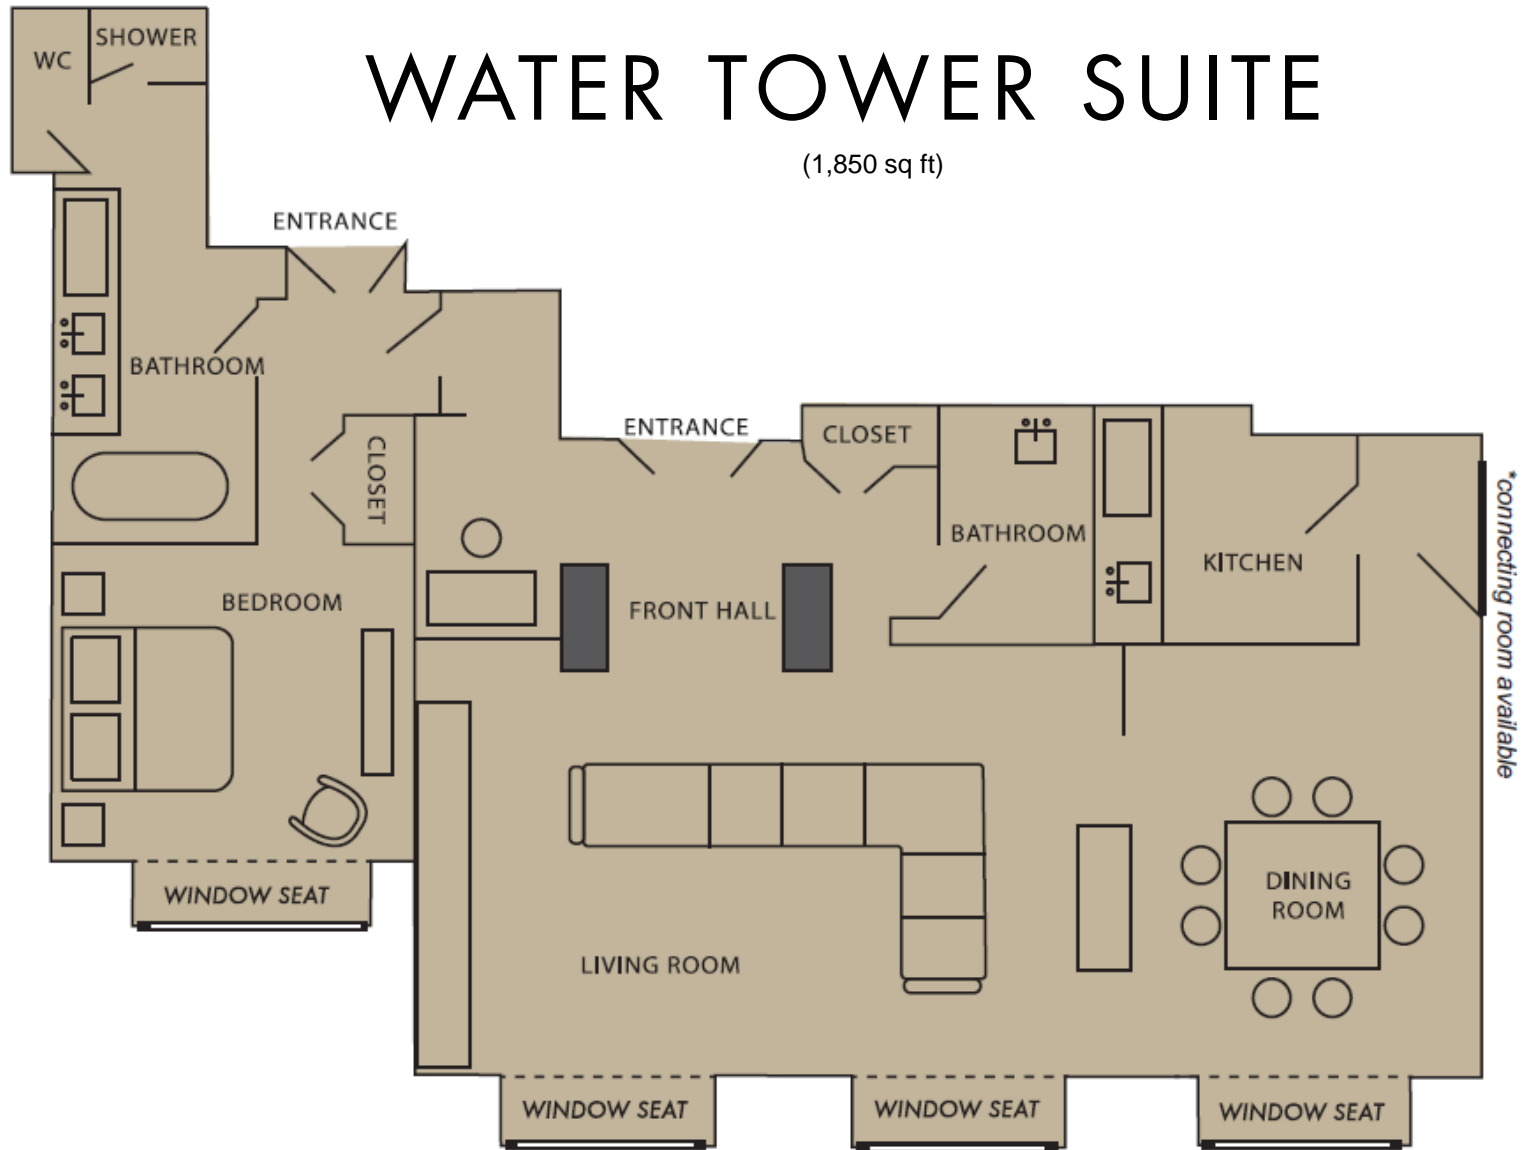 WATER TOWER SUITE
(1,850 sq ft)
WC
SHOWER
ENTRANCE
BATHROOM
CLOSET
BEDROOM
WINDOW SEAT
ENTRANCE
CLOSET
BATHROOM
KITCHEN
FRONT HALL
*connecting room available
DINING
ROOM
LIVING ROOM
WINDOW SEAT
WINDOW SEAT
WINDOW SEAT